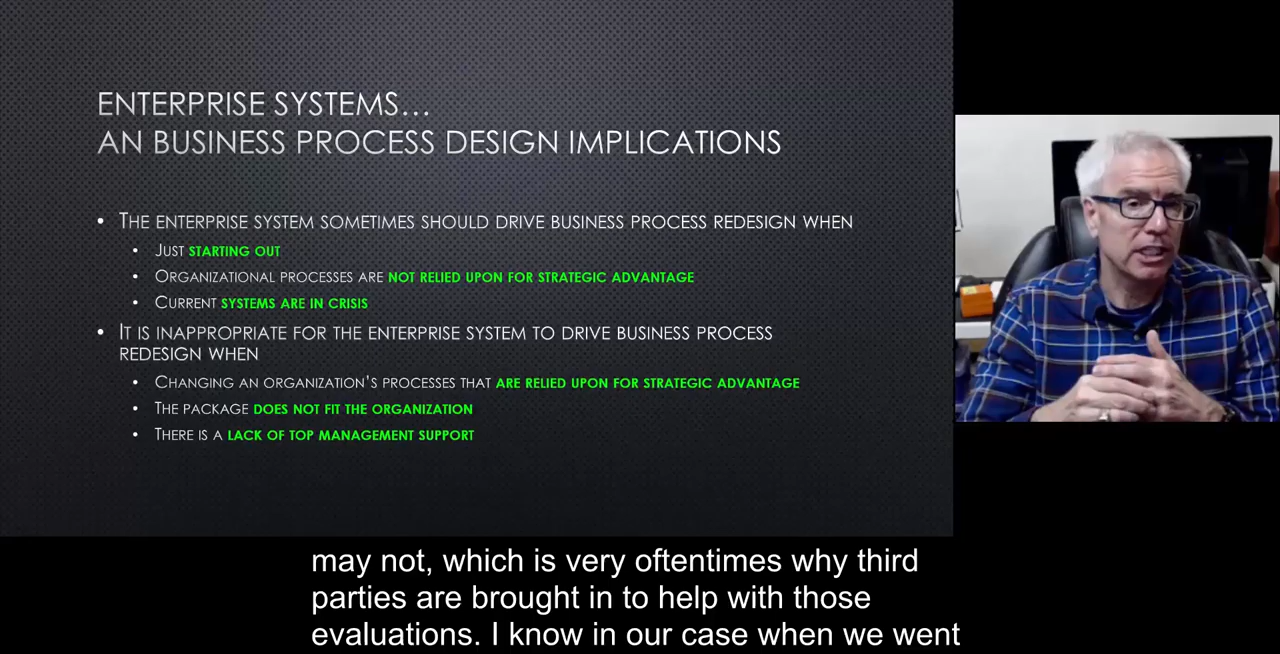 ENTERPRISE SYSTEMS…
AN BUSINESS PROCESS DESIGN IMPLICATIONS
• THE ENTERPRISE SYSTEM SOMETIMES SHOULD DRIVE BUSINESS PROCESS REDESIGN WHEN
• JUST STARTING OUT
• ORGANIZATIONAL PROCESSES ARE NOT RELIED UPON FOR STRATEGIC ADVANTAGE
• CURRENT SYSTEMS ARE IN CRISIS
• IT IS INAPPROPRIATE FOR THE ENTERPRISE SYSTEM TO DRIVE BUSINESS PROCESS
REDESIGN WHEN
• CHANGING AN ORGANIZATION'S PROCESSES THAT ARE RELIED UPON FOR STRATEGIC ADVANTAGE
• THE PACKAGE DOES NOT FIT THE ORGANIZATION
• THERE IS A LACK OF TOP MANAGEMENT SUPPORT
may not, which is very oftentimes why third
parties are brought in to help with those
evaluations. I know in our case when we went